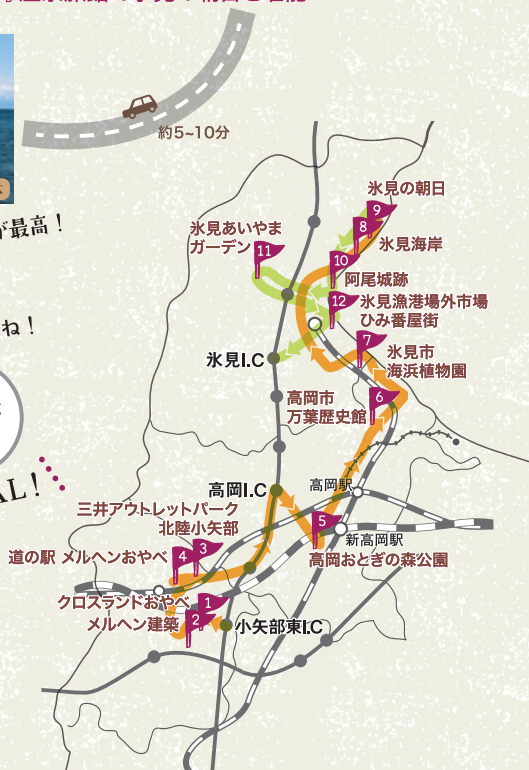 約5~10分
が最高！
ね！
AL!
氷見の朝日
9
8
氷見海岸
氷見あいやま
ガーデン
11
10
阿尾城跡
12
氷見漁港場外市場
ひみ番屋街
7
氷見市
海浜植物園
氷見I.C
高岡市
万葉歴史館
6
高岡I.C
高岡駅
三井アウトレットパーク
北陸小矢部
5
新高岡駅
道の駅 メルヘンおやべ
4
3
高岡おとぎの森公園
クロスランドおやべ
1
メルヘン建築
2
小矢部東I.C